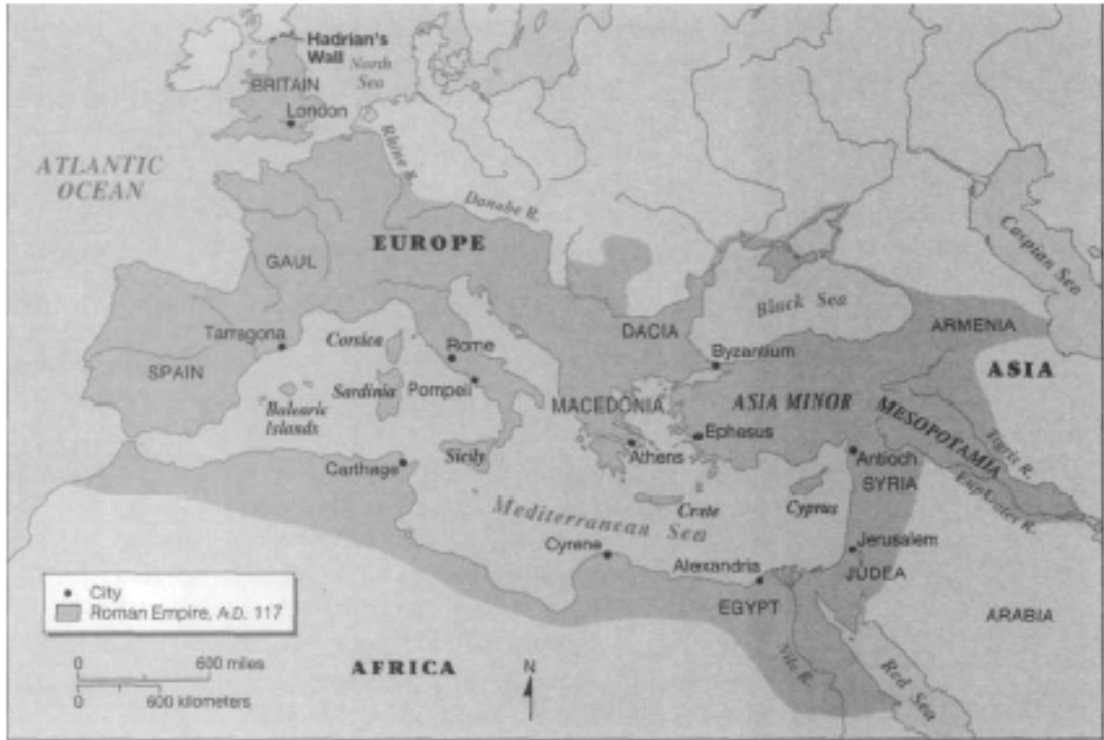 Hadrian's
Wall
North
Sea
BRITAIN
London
ATLANTIC
OCEAN
Rhine R.
Danube R.
EUROPE
GAUL
Caspian Sea
Black Sea
DACIA
ARMENIA
Tarragona
Corsica
Rome
Byzantium
ASIA
SPAIN
Sardinia
Pompeii
Balearic
Islands
MACEDONIA
ASIA MINOR
MESOPOTAMIA
Tigris R.
Ephesus
Carthage
Sicily
Athens
Antioch
SYRIA
Euphrates R.
Crete
Cyprus
Mediterranean Sea
Cyrene
Jerusalem
Alexandria
JUDEA
EGYPT
ARABIA
City
Roman Empire, A.D. 117
AFRICA
N
Nile R.
Red Sea
0 600 miles
0 600 kilometers